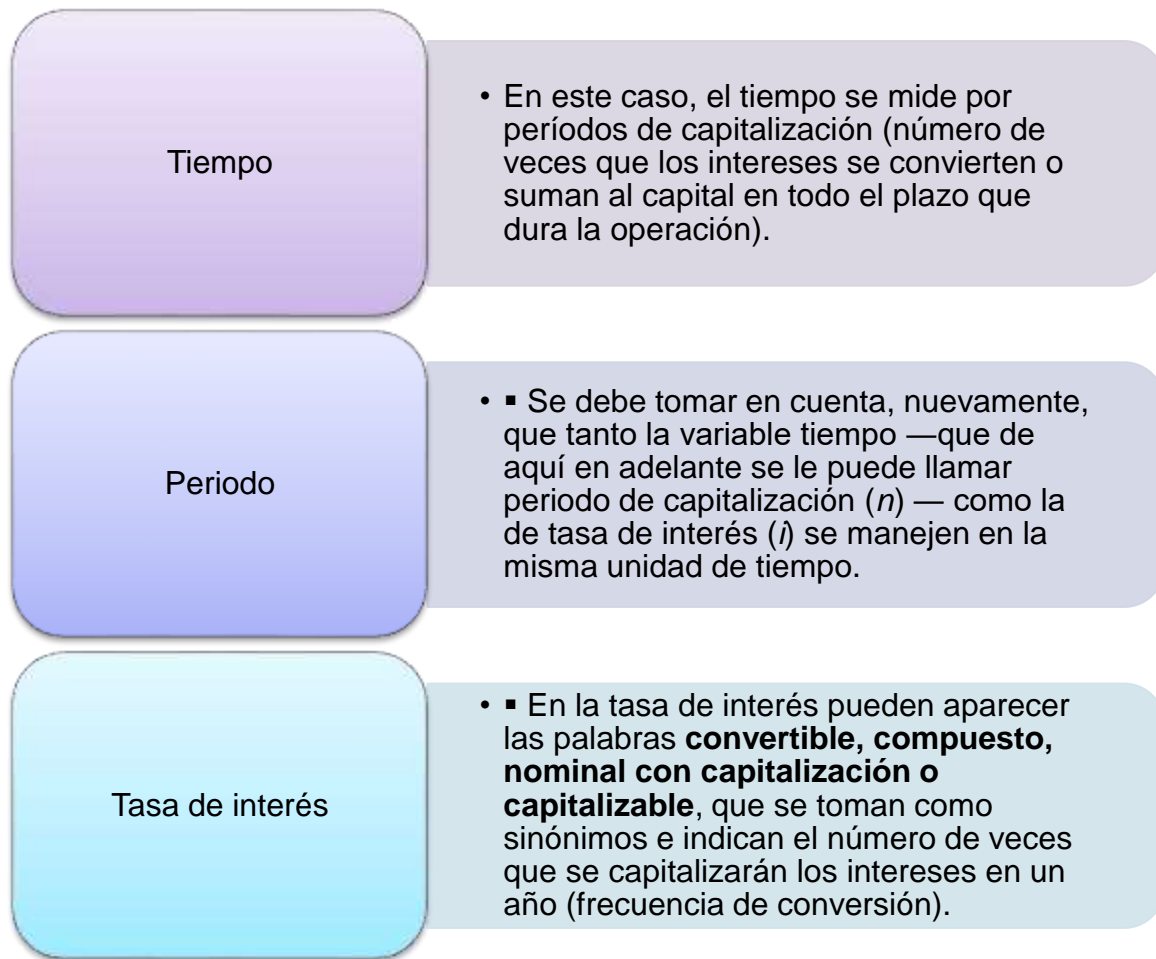 Tiempo
• En este caso, el tiempo se mide por
períodos de capitalización (número de
veces que los intereses se convierten o
suman al capital en todo el plazo que
dura la operación).
Periodo
• ▪ Se debe tomar en cuenta, nuevamente,
que tanto la variable tiempo —que de
aquí en adelante se le puede llamar
periodo de capitalización (n) — como la
de tasa de interés (i) se manejen en la
misma unidad de tiempo.
Tasa de interés
• ▪ En la tasa de interés pueden aparecer
las palabras convertible, compuesto,
nominal con capitalización o
capitalizable, que se toman como
sinónimos e indican el número de veces
que se capitalizarán los intereses en un
año (frecuencia de conversión).